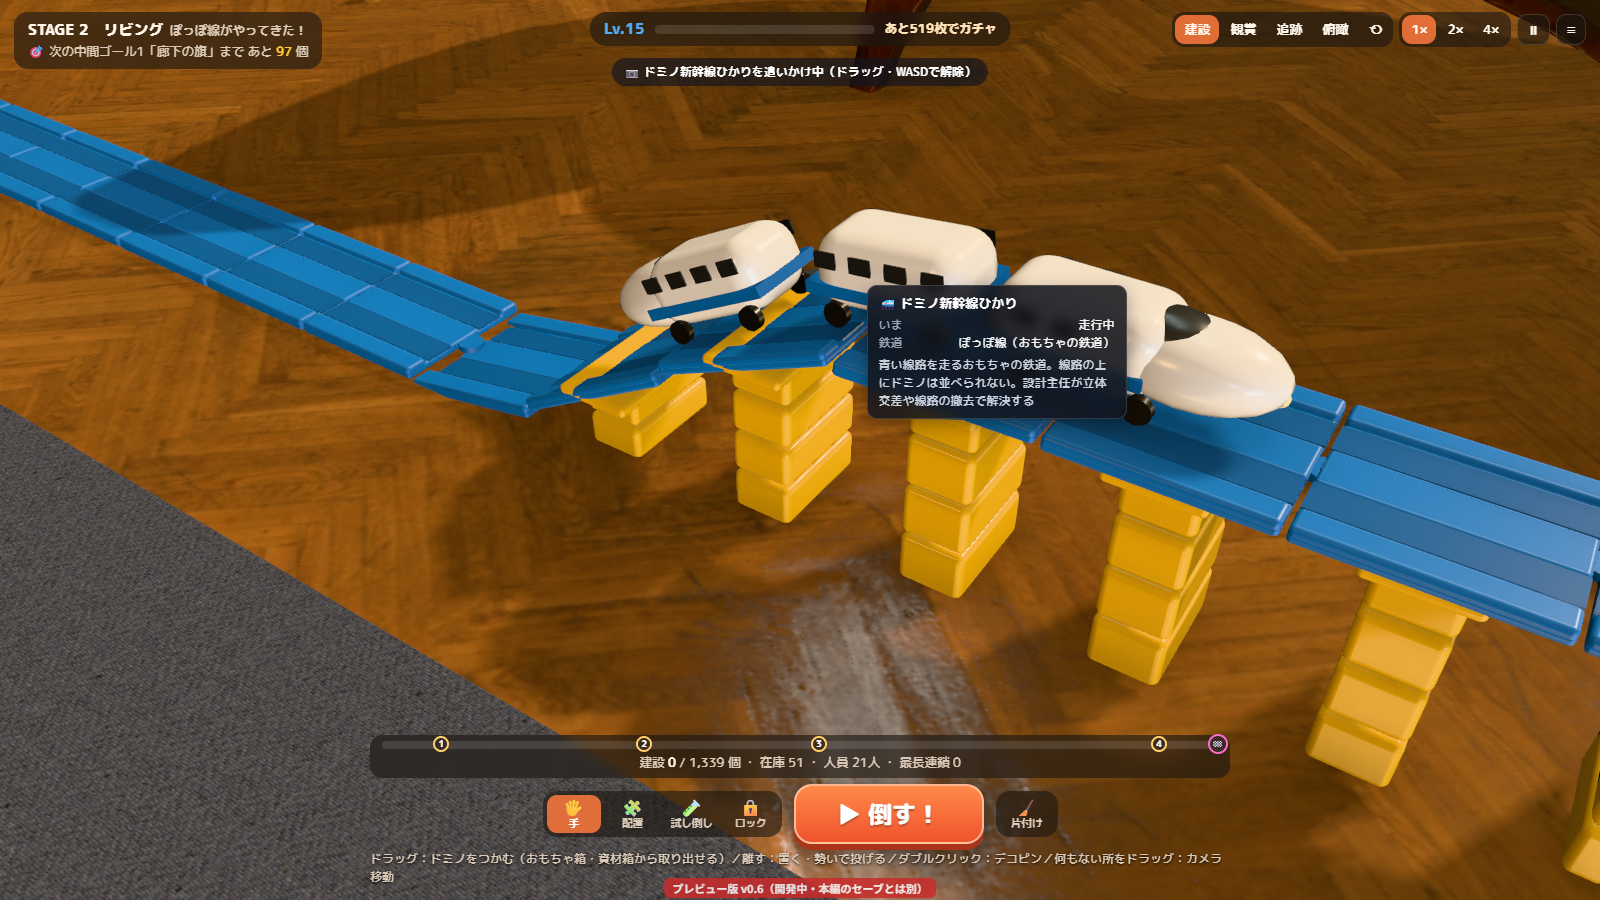 STAGE 2　リビング ぽっぽ線がやってきた！
🎯 次の中間ゴール1「廊下の旗」まで あと 97 個
Lv.15
あと519枚でガチャ
ドミノ新幹線ひかりを追いかけ中（ドラッグ・WASDで解除）
建設 観賞 追跡 俯瞰
1× 2× 4×
ドミノ新幹線ひかり
いま 走行中
鉄道 ぽっぽ線（おもちゃの鉄道）
青い線路を走るおもちゃの鉄道。線路の上
にドミノは並べられない。設計主任が立体
交差や線路の撤去で解決する
1 2 3 4
建設 0 / 1,339 個 ・ 在庫 51 ・ 人員 21人 ・ 最長連鎖 0
手 配置 試し倒し ロック
▶ 倒す！
片付け
ドラッグ：ドミノをつかむ（おもちゃ箱・資材箱から取り出せる）／離す：置く・勢いで投げる／ダブルクリック：デコピン／何もない所をドラッグ：カメラ
移動
プレビュー版 v0.6（開発中・本編のセーブとは別）